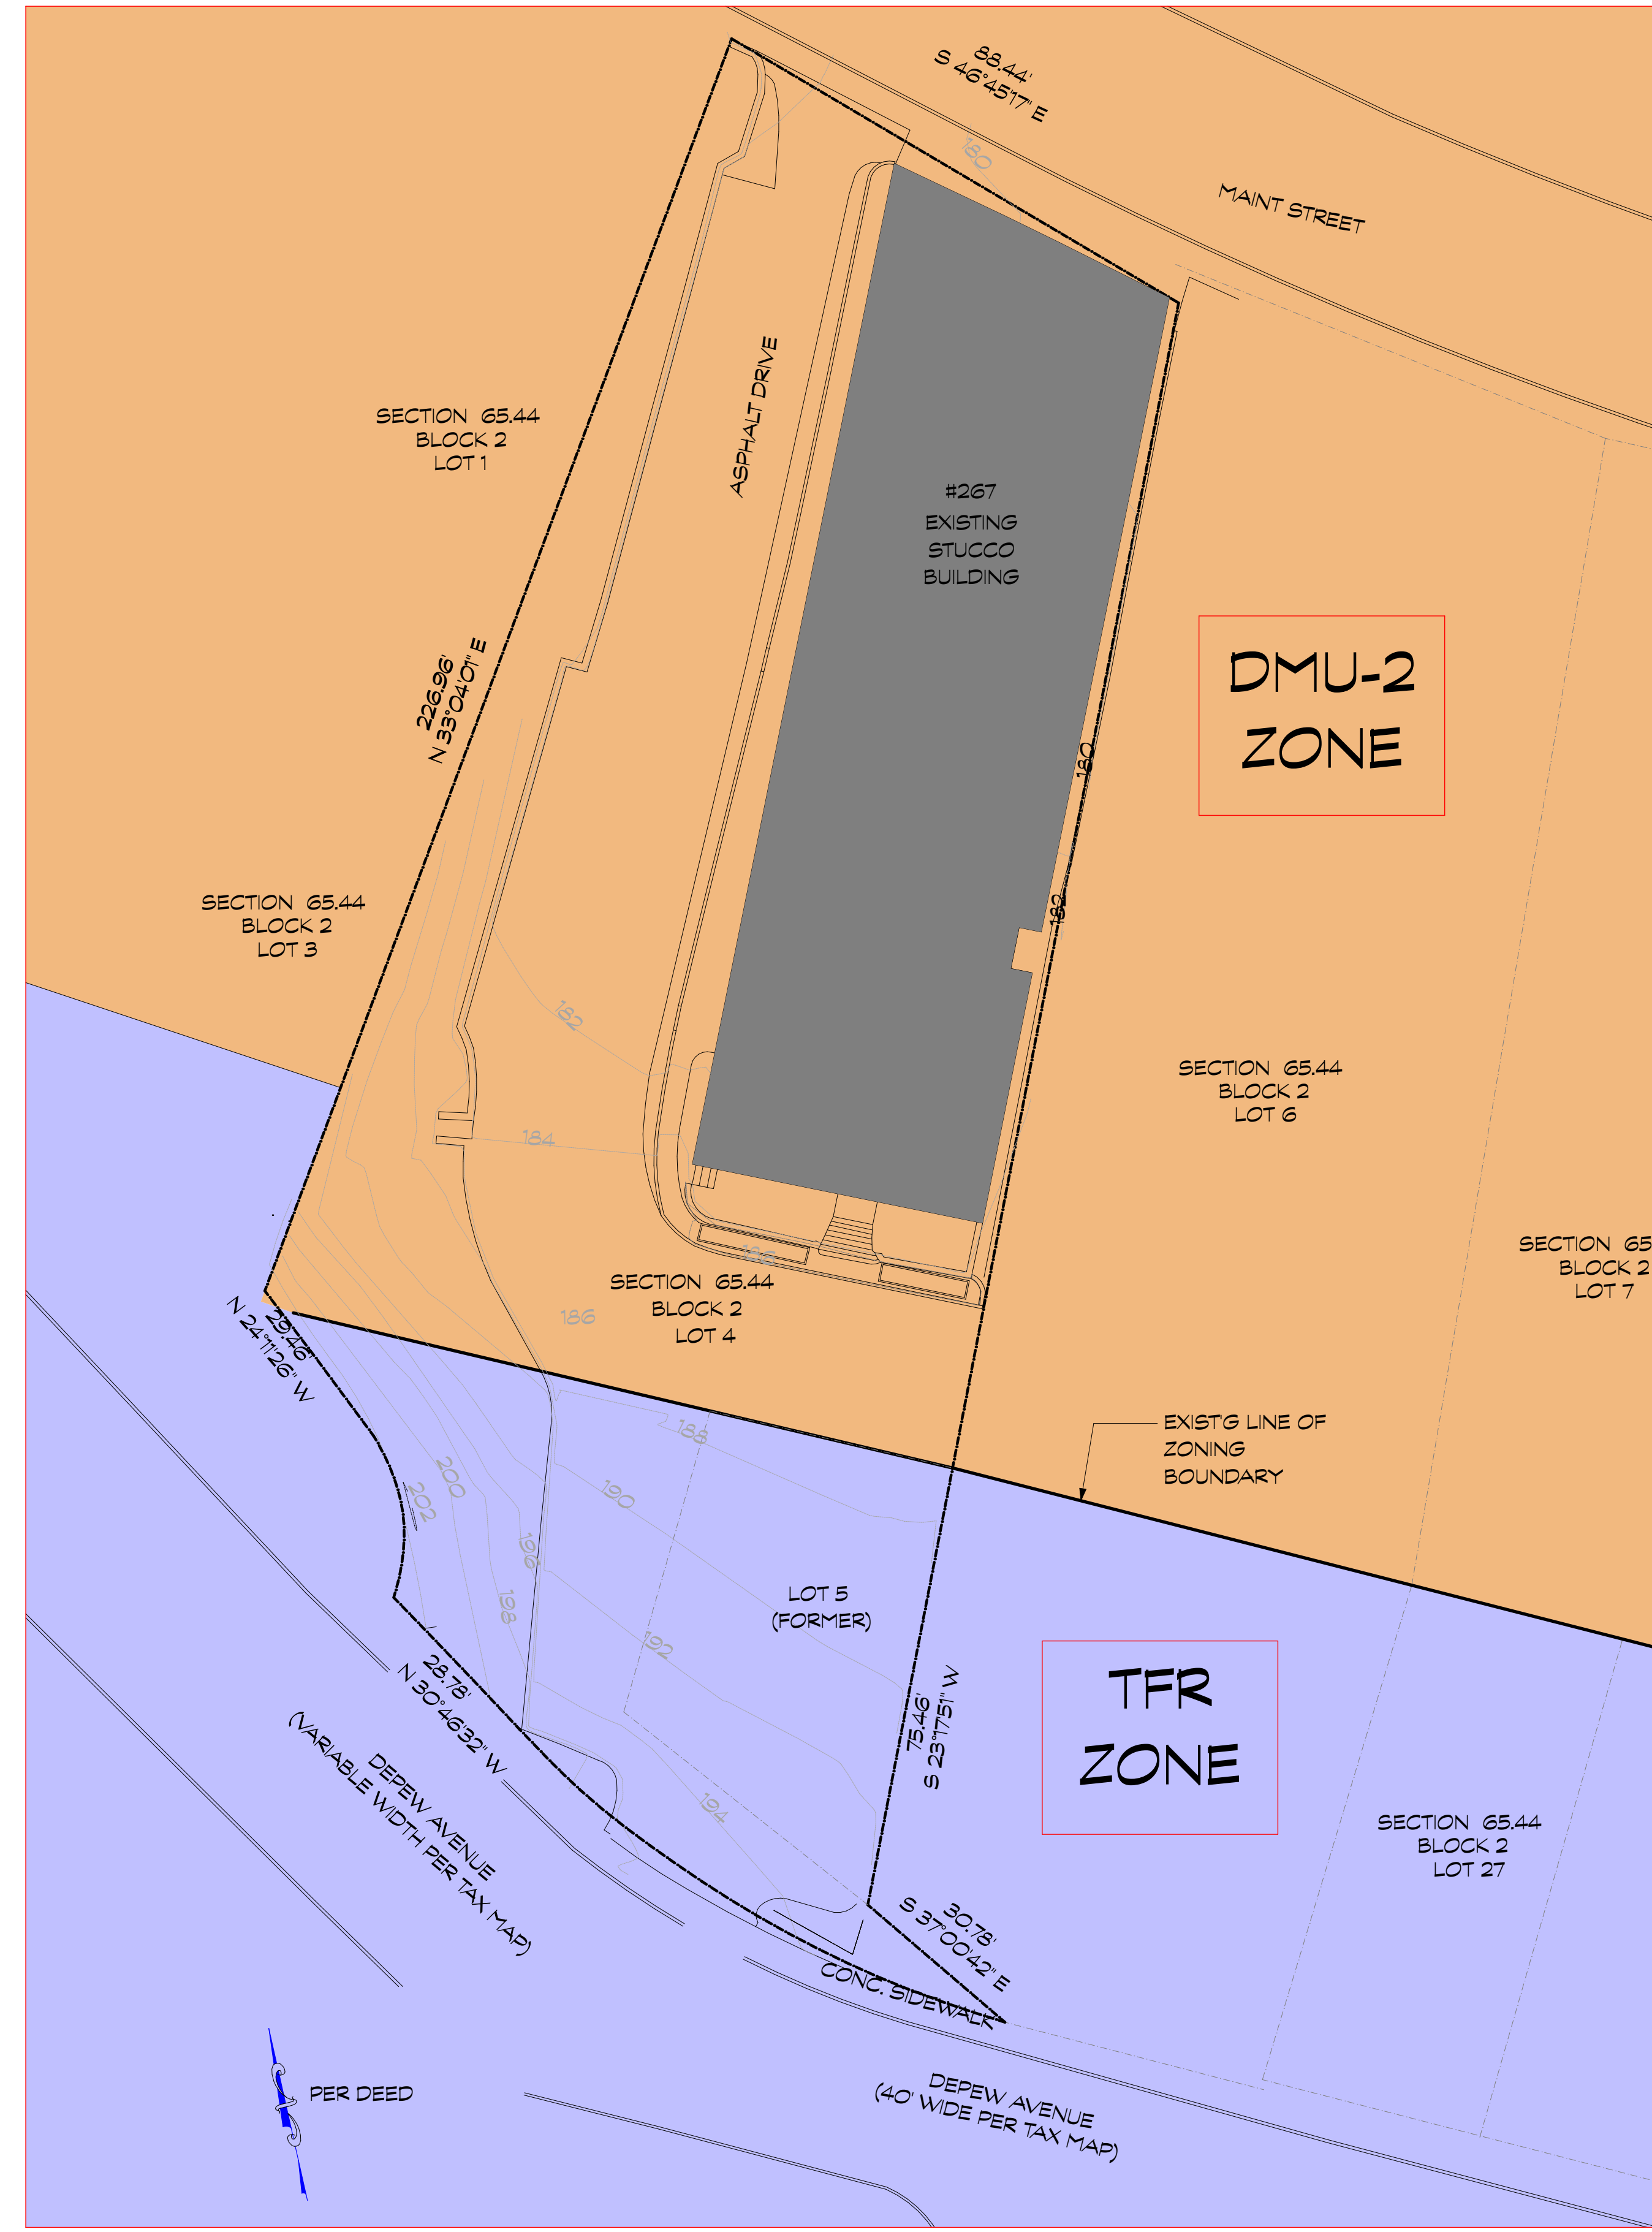 88.44'
S 46°45'17" E
180
MAINT STREET
ASPHALT DRIVE
SECTION 65.44
BLOCK 2
LOT 1
#267
EXISTING
STUCCO
BUILDING
DMU-2
ZONE
226.96'
N 33°04'01" E
180
182
SECTION 65.44
BLOCK 2
LOT 3
182
184
SECTION 65.44
BLOCK 2
LOT 6
186
SECTION 65.44
BLOCK 2
LOT 4
186
SECTION 65
BLOCK 2
LOT 7
29.46'
N 24°11'26" W
EXIST'G LINE OF
ZONING
BOUNDARY
188
190
200
202
196
198
192
194
LOT 5
(FORMER)
TFR
ZONE
75.46'
S 23°17'51" W
28.78'
N 30°46'32" W
DEPEW AVENUE
(VARIABLE WIDTH PER TAX MAP)
SECTION 65.44
BLOCK 2
LOT 27
30.78'
S 37°00'42" E
CONC. SIDEWALK
PER DEED
DEPEW AVENUE
(40' WIDE PER TAX MAP)